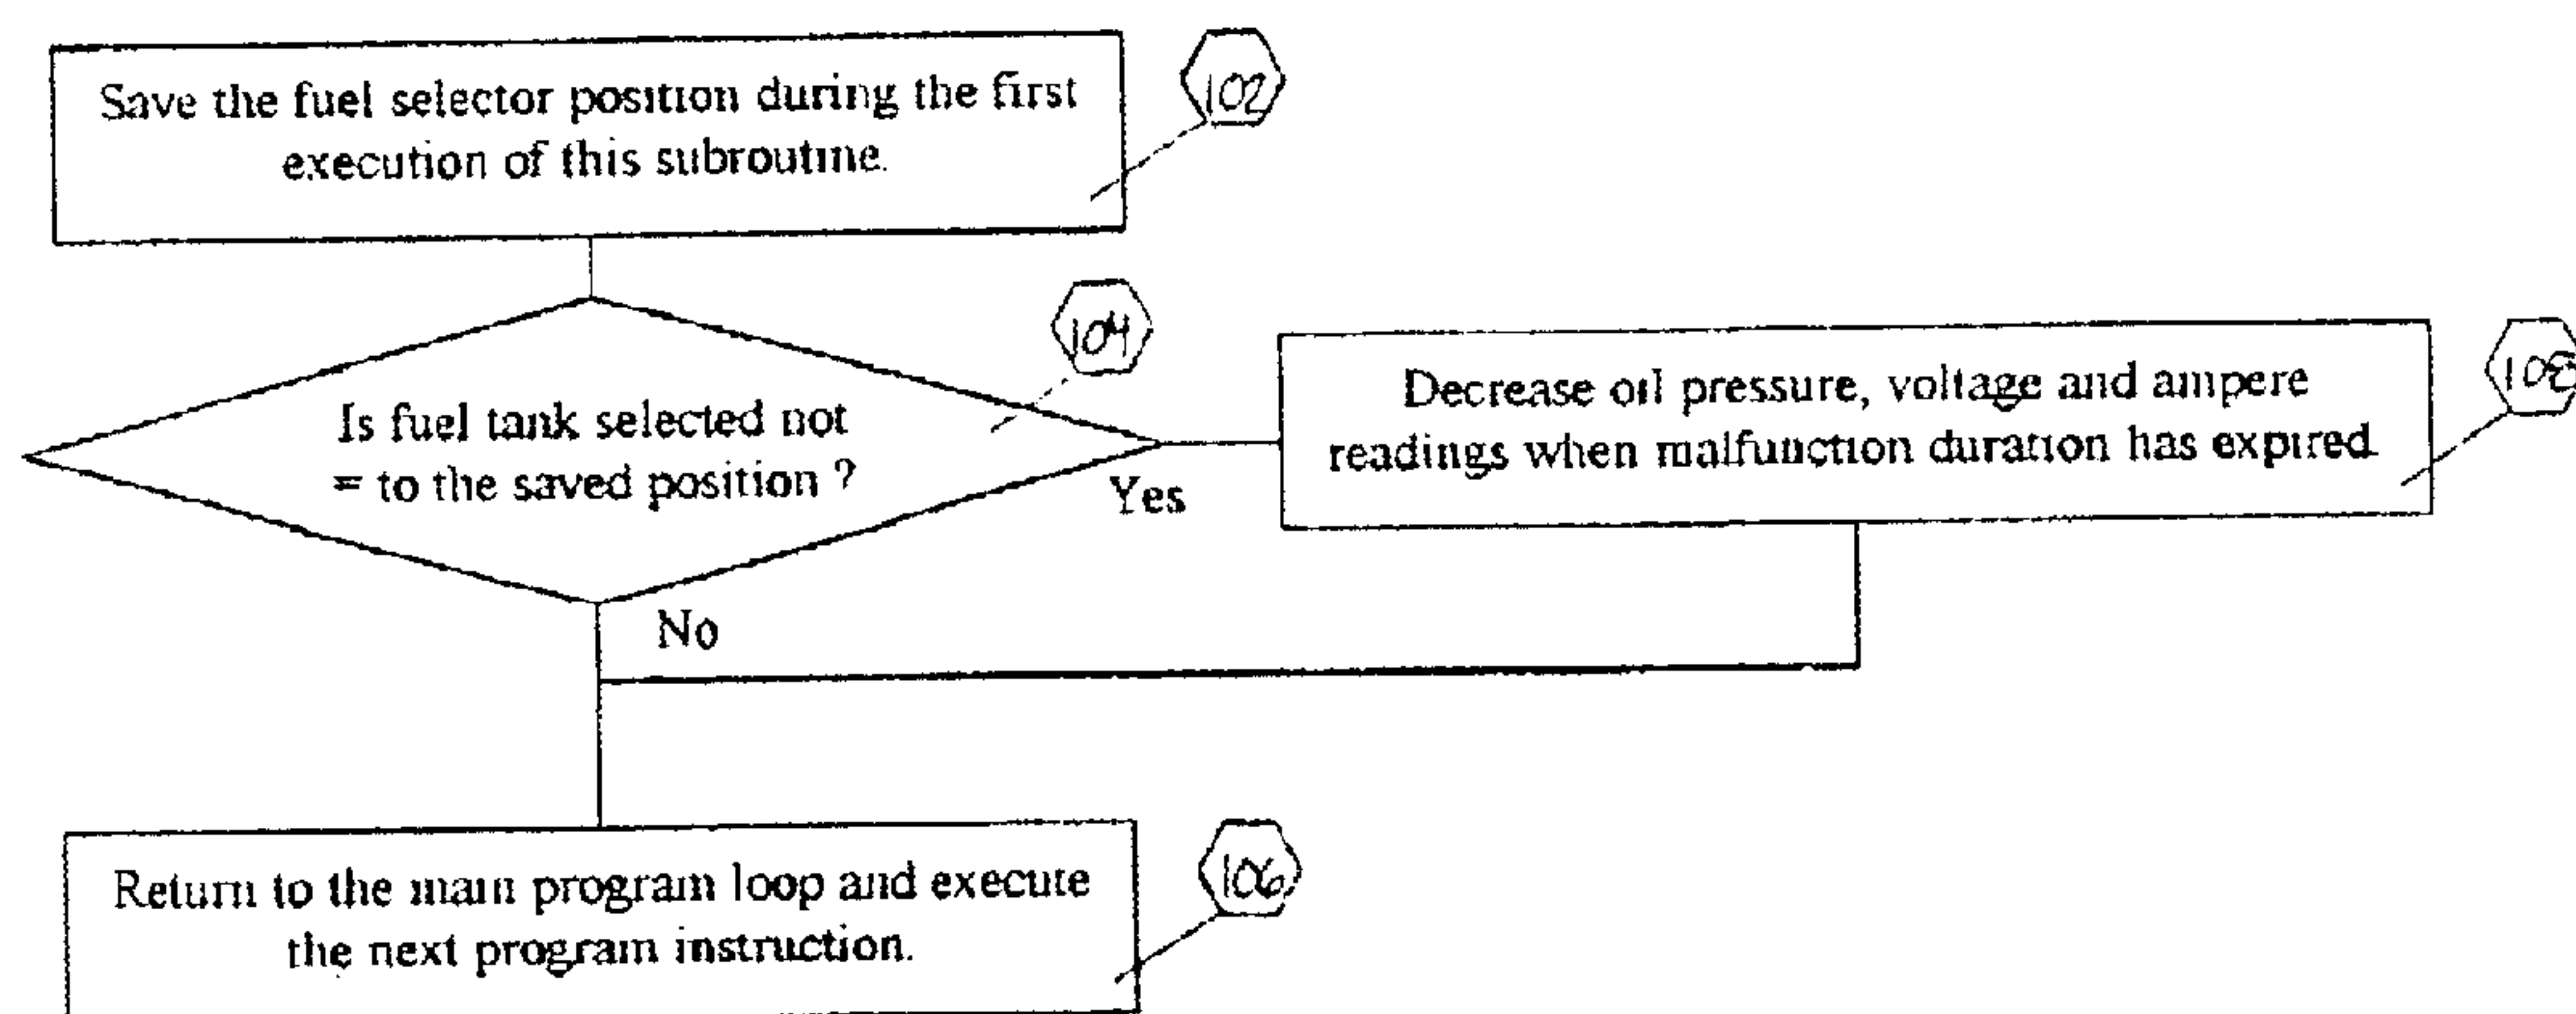 Save the fuel selector position during the first
execution of this subroutine.
102
104
Is fuel tank selected not
= to the saved position ?
Yes
Decrease oil pressure, voltage and ampere
readings when malfunction duration has expired.
108
No
Return to the main program loop and execute
the next program instruction.
106